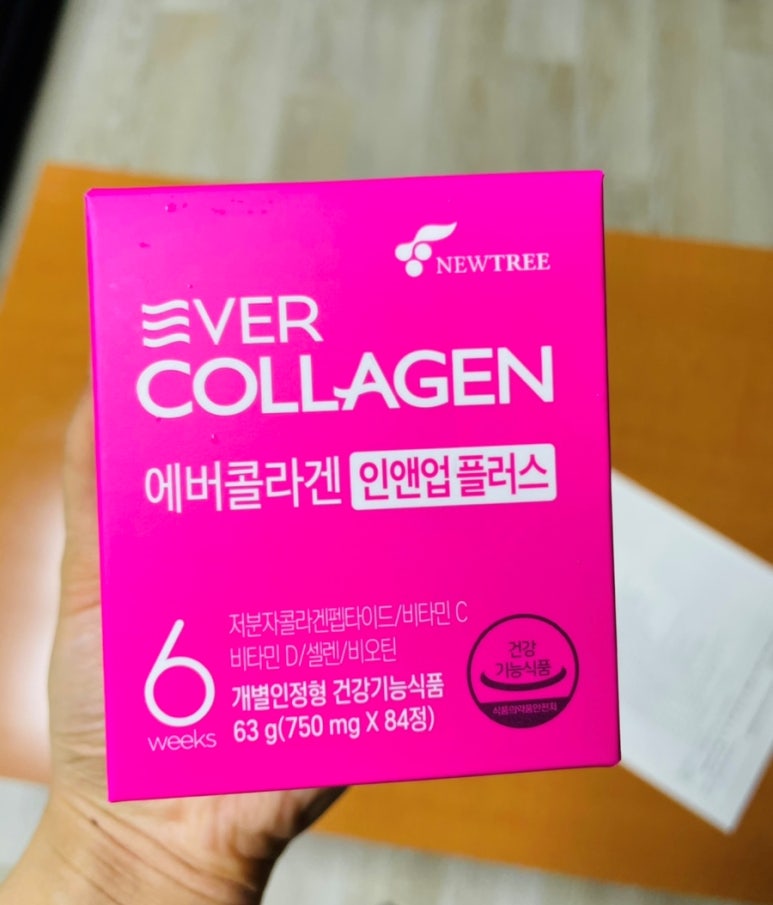 NEWTREE
EVER
COLLAGEN
에버콜라겐 인앤업 플러스
6
weeks
저분자콜라겐펩타이드/비타민 C
비타민 D/셀렌/비오틴
개별인정형 건강기능식품
63 g(750 mg X 84정)
건강
기능식품
식품의약품안전처